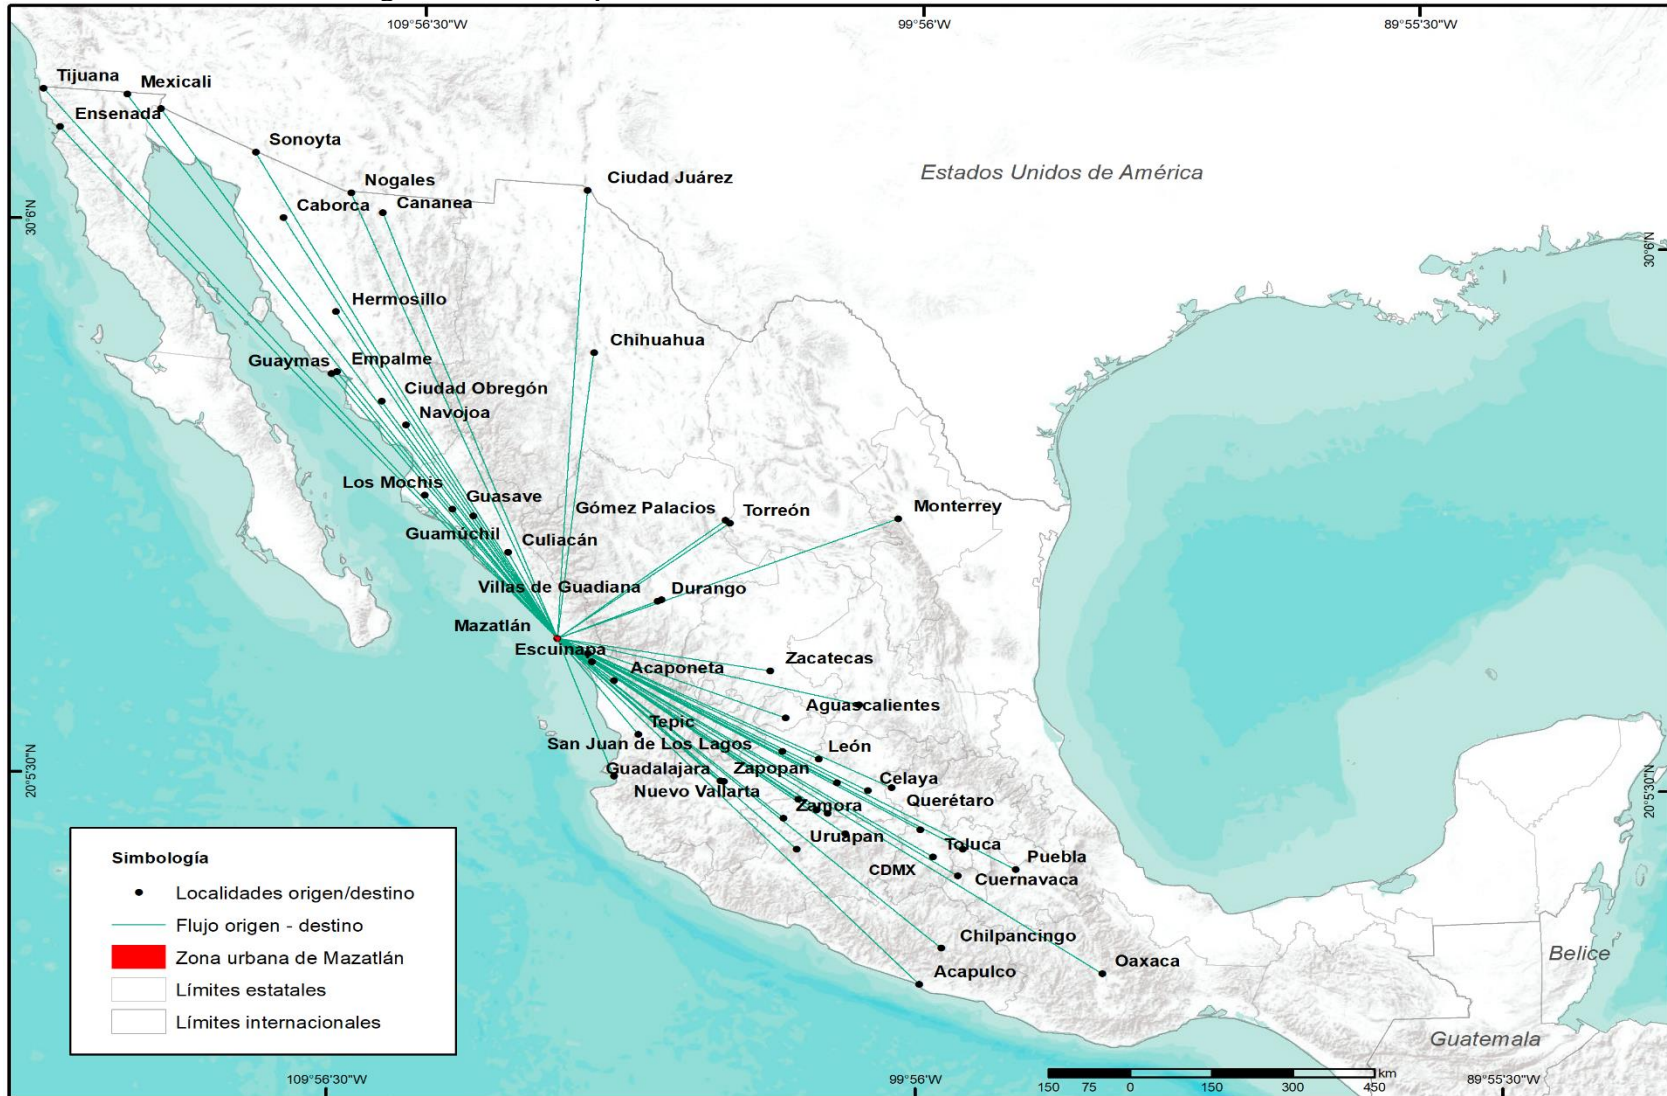 109°56'30"W
99°56'W
89°55'30"W
Tijuana
Mexicali
Ensenada
Sonoyta
Nogales
Ciudad Juárez
Estados Unidos de América
Caborca
Cananea
30°6'N
30°6'N
Hermosillo
Chihuahua
Guaymas
Empalme
Ciudad Obregón
Navojoa
Los Mochis
Guasave
Gómez Palacios
Torreón
Monterrey
Guamúchil
Culiacán
Villas de Guadiana
Durango
Mazatlán
Escuinapa
Acaponeta
Zacatecas
Aguascalientes
Tepic
San Juan de Los Lagos
León
Guadalajara
Zapopan
Celaya
Nuevo Vallarta
Querétaro
Zamora
20°5'30"N
20°5'30"N
Uruapan
Toluca
Puebla
CDMX
Cuernavaca
Chilpancingo
Acapulco
Oaxaca
Belice
Guatemala
Simbología
Localidades origen/destino
Flujo origen - destino
Zona urbana de Mazatlán
Límites estatales
Límites internacionales
km
150 75 0 150 300 450
109°56'30"W
99°56'W
89°55'30"W